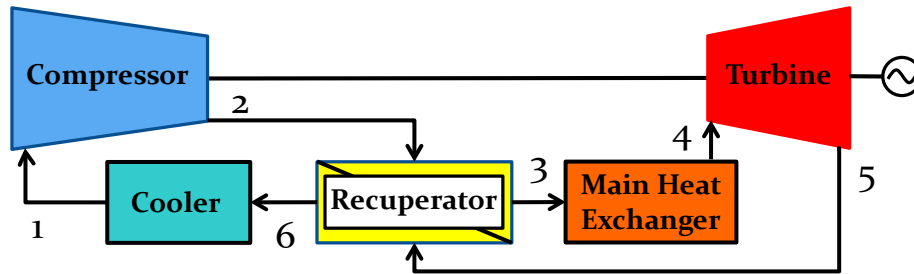 Compressor
Turbine
2
4
3
5
Cooler
Recuperator
Main Heat
Exchanger
1
6